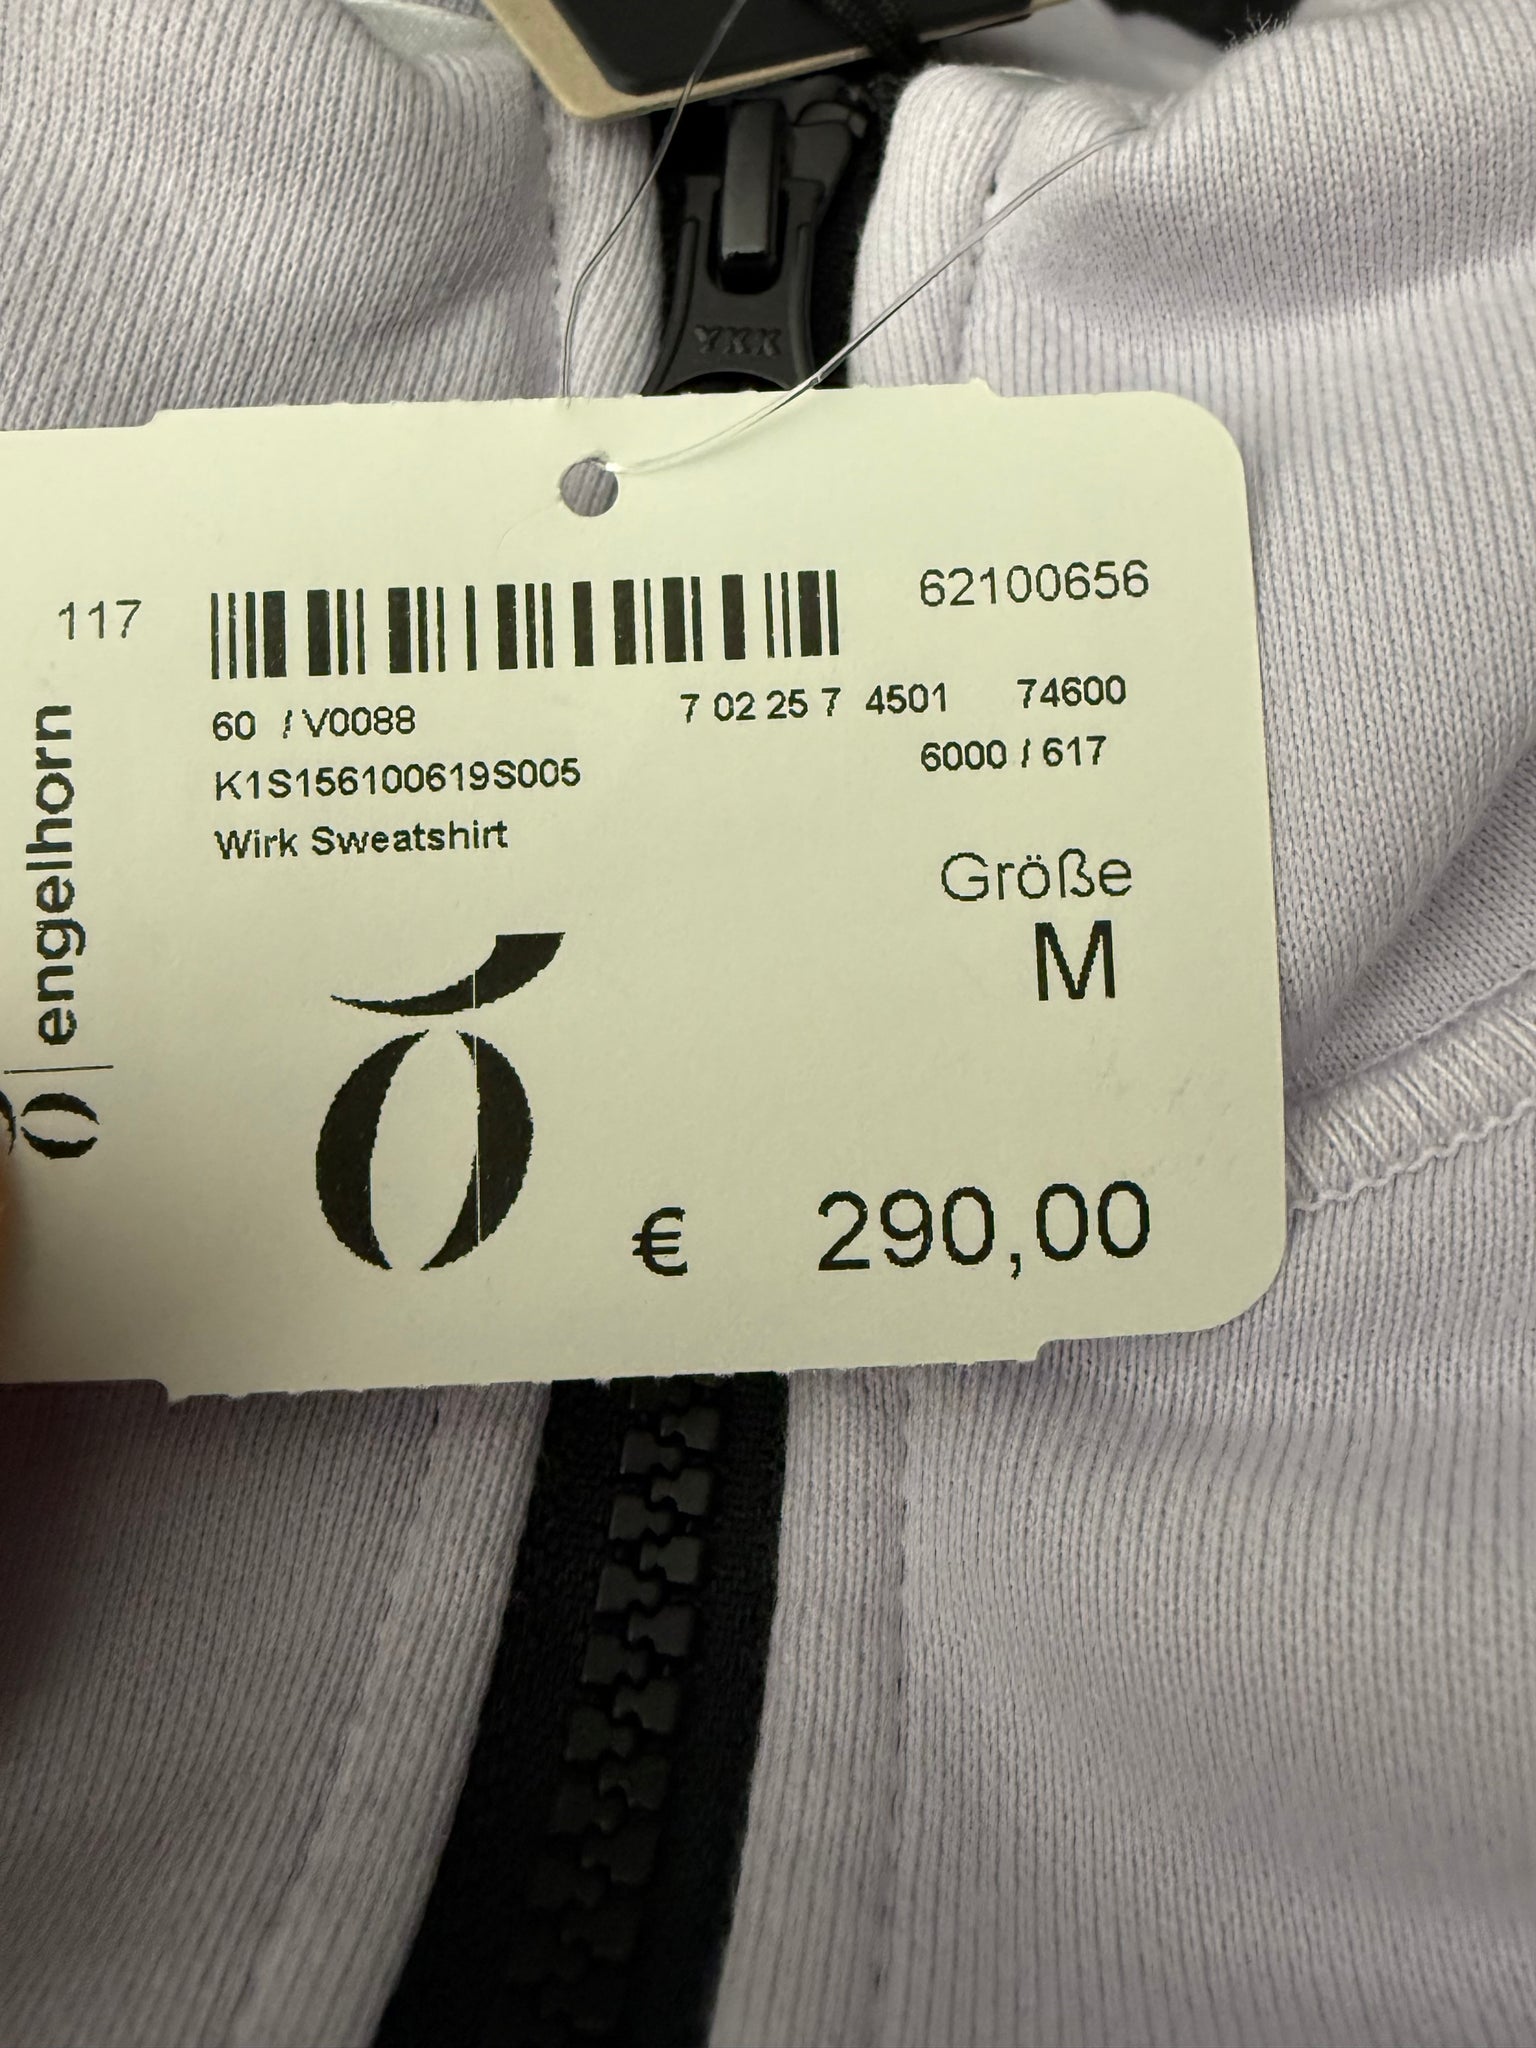 YKK
117
62100656
60 / V0088
7 02 25 7 4501 74600
K1S156100619S005
6000 / 617
Wirk Sweatshirt
Größe
M
€ 290,00
engelhorn